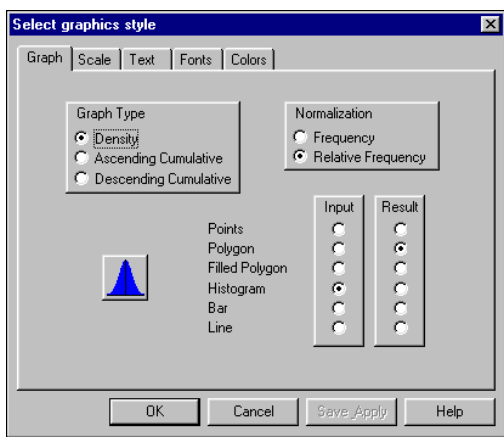 Select graphics style
Graph Scale Text Fonts Colors
Graph Type
Density
Ascending Cumulative
Descending Cumulative
Normalization
Frequency
Relative Frequency
Input Result
Points
Polygon
Filled Polygon
Histogram
Bar
Line
OK Cancel Save_Apply Help